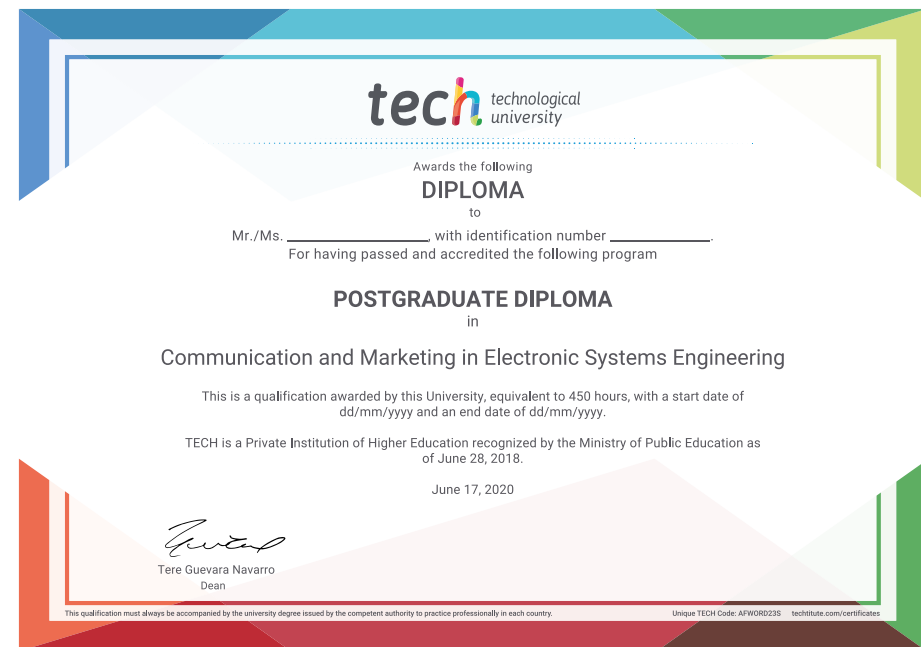 tech technological
university
Awards the following
DIPLOMA
to
Mr./Ms. ____________________, with identification number ______________.
For having passed and accredited the following program
POSTGRADUATE DIPLOMA
in
Communication and Marketing in Electronic Systems Engineering
This is a qualification awarded by this University, equivalent to 450 hours, with a start date of
dd/mm/yyyy and an end date of dd/mm/yyyy.
TECH is a Private Institution of Higher Education recognized by the Ministry of Public Education as
of June 28, 2018.
June 17, 2020
Tere Guevara Navarro
Dean
This qualification must always be accompanied by the university degree issued by the competent authority to practice professionally in each country. Unique TECH Code: AFWORD23S techtitute.com/certificates